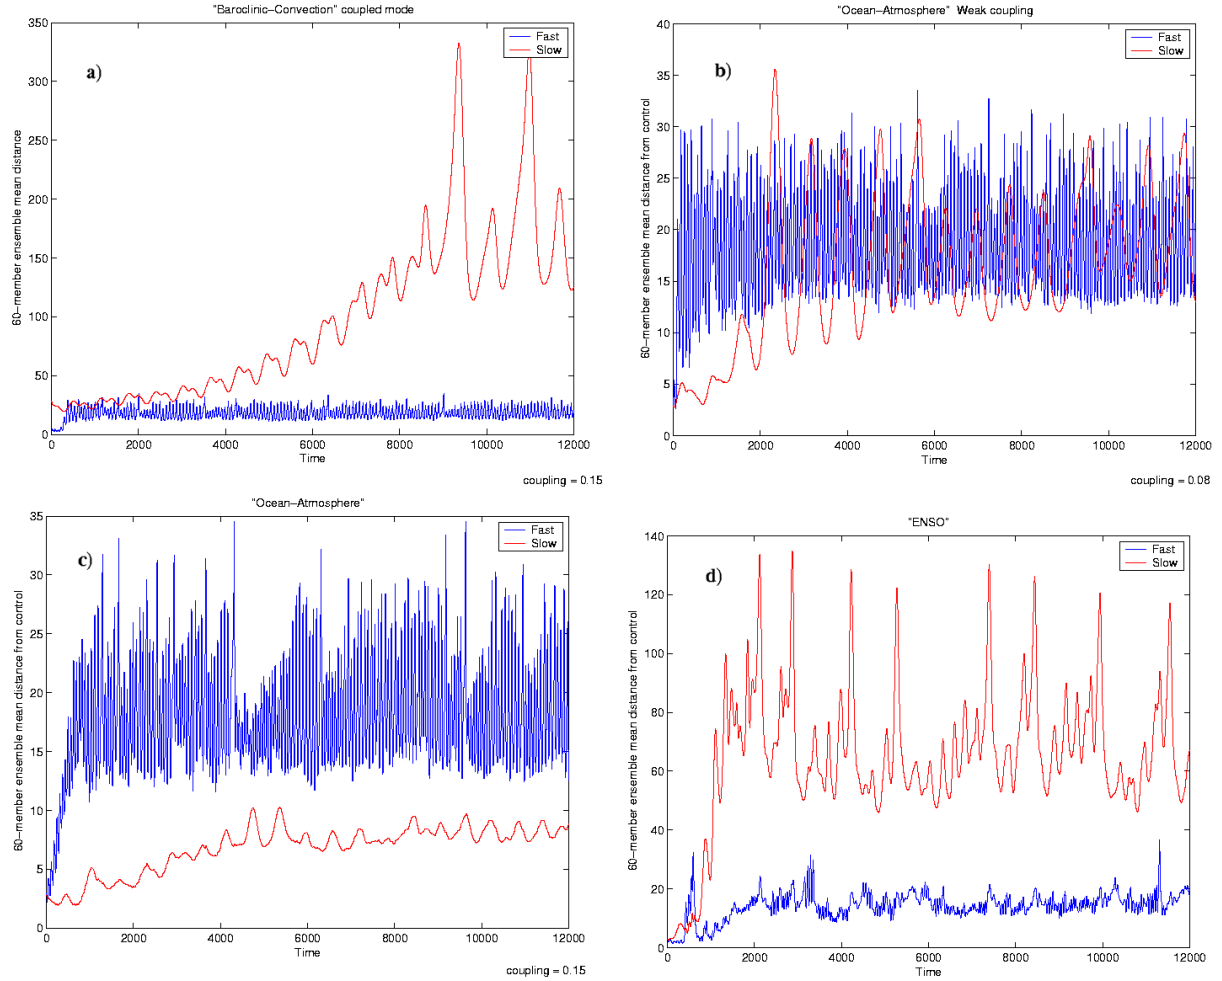 "Baroclinic-Convection" coupled mode
350
300
250
200
150
100
50
0
60-member ensemble mean distance
a)
Fast
Slow
0
2000
4000
6000
8000
10000
12000
Time
coupling = 0.15
"Ocean-Atmosphere" Weak coupling
40
35
30
25
20
15
10
5
0
60-member ensemble mean distance from control
b)
Fast
Slow
0
2000
4000
6000
8000
10000
12000
Time
coupling = 0.08
"Ocean-Atmosphere"
35
30
25
20
15
10
5
0
60-member ensemble mean distance from control
c)
Fast
Slow
0
2000
4000
6000
8000
10000
12000
Time
coupling = 0.15
"ENSO"
140
120
100
80
60
40
20
0
60-member ensemble mean distance from control
d)
Fast
Slow
0
2000
4000
6000
8000
10000
12000
Time